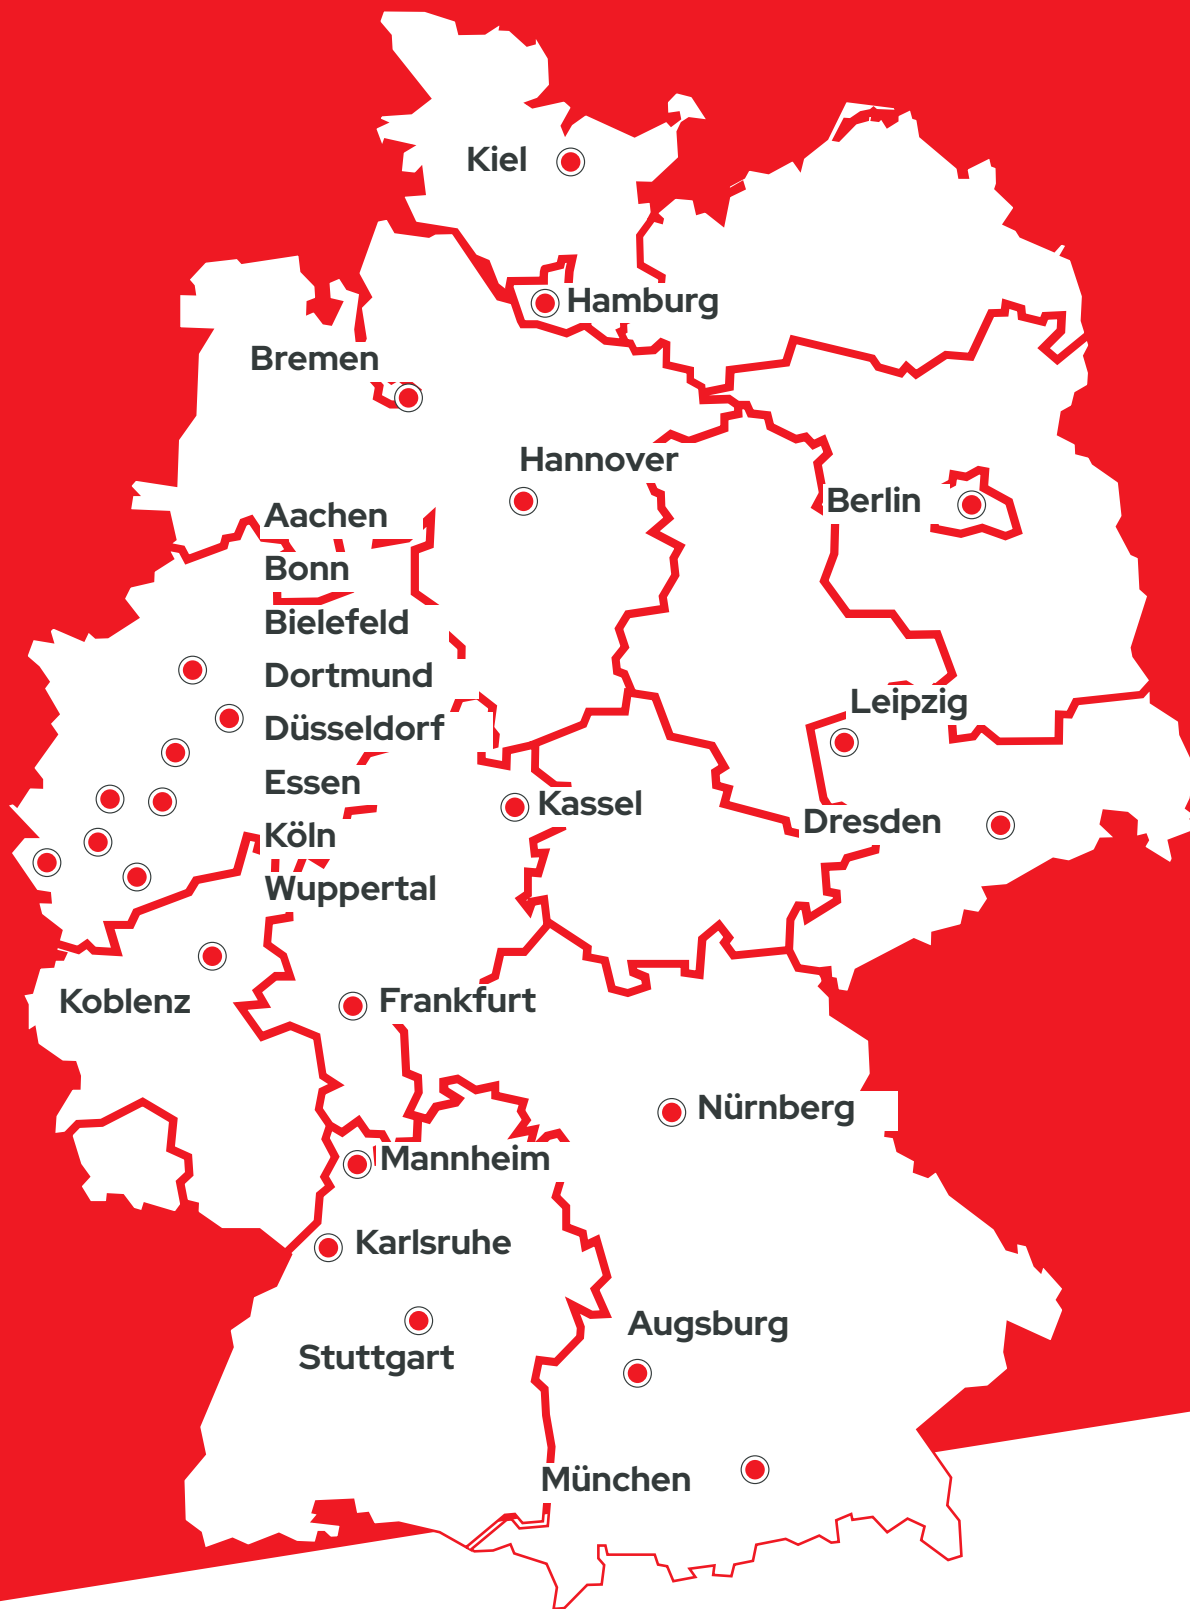 Kiel
Hamburg
Bremen
Hannover
Berlin
Aachen
Bonn
Bielefeld
Dortmund
Leipzig
Düsseldorf
Essen
Kassel
Dresden
Köln
Wuppertal
Koblenz
Frankfurt
Nürnberg
Mannheim
Karlsruhe
Augsburg
Stuttgart
München